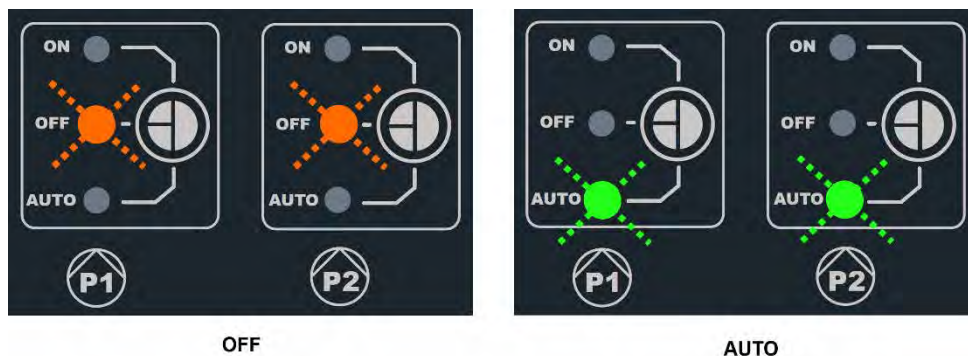 ON ON ON ON
OFF OFF OFF OFF
AUTO AUTO AUTO AUTO
P1 P2 P1 P2
OFF AUTO